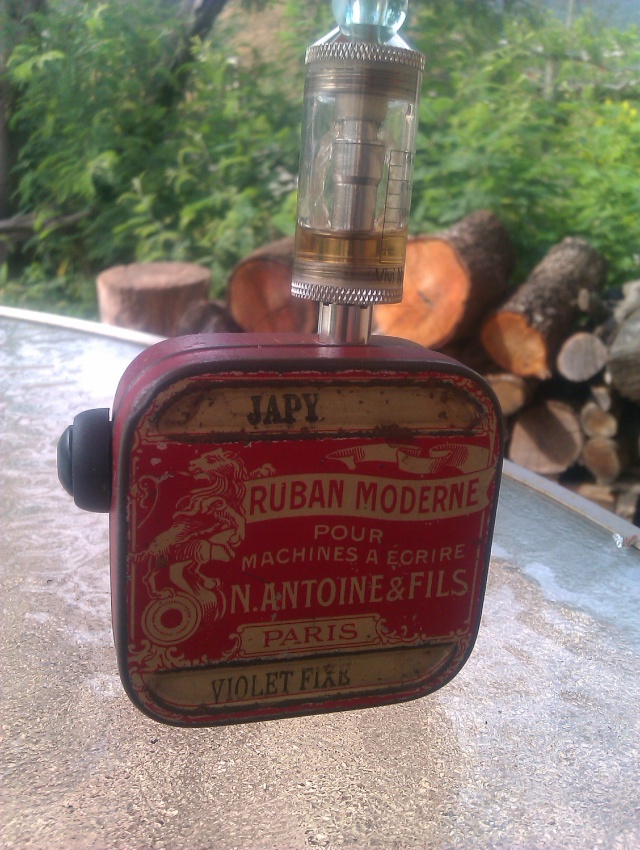 JAPY
RUBAN MODERNE
POUR
MACHINES A ÉCRIRE
N. ANTOINE & FILS
PARIS
VIOLET FIXE